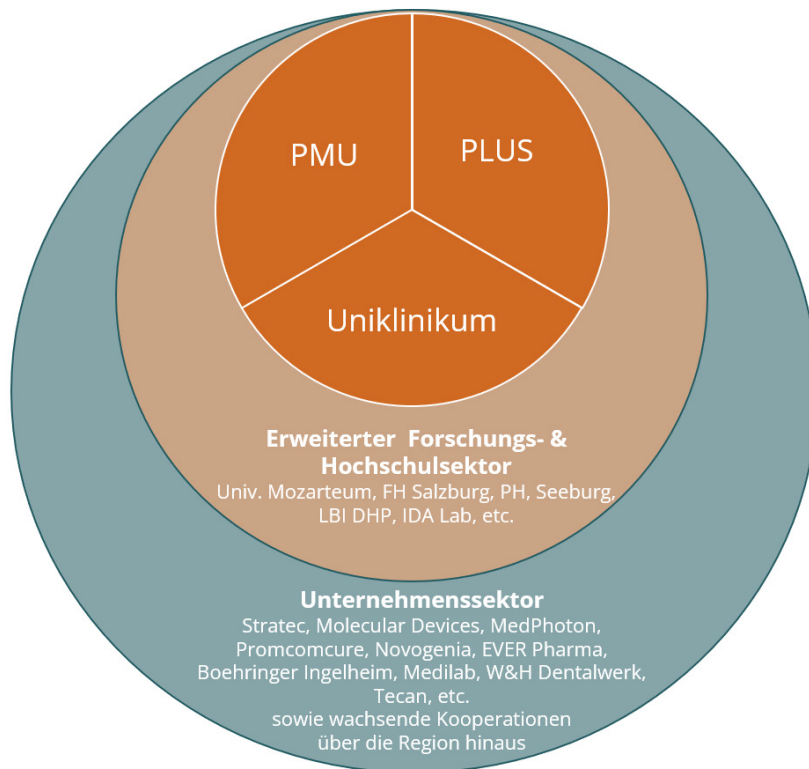 PMU
PLUS
Uniklinikum
Erweiterter Forschungs- &
Hochschulsektor
Univ. Mozarteum, FH Salzburg, PH, Seeburg,
LBI DHP, IDA Lab, etc.
Unternehmenssektor
Stratec, Molecular Devices, MedPhoton,
Promcomcure, Novogenia, EVER Pharma,
Boehringer Ingelheim, Medilab, W&H Dentalwerk,
Tecan, etc.
sowie wachsende Kooperationen
über die Region hinaus